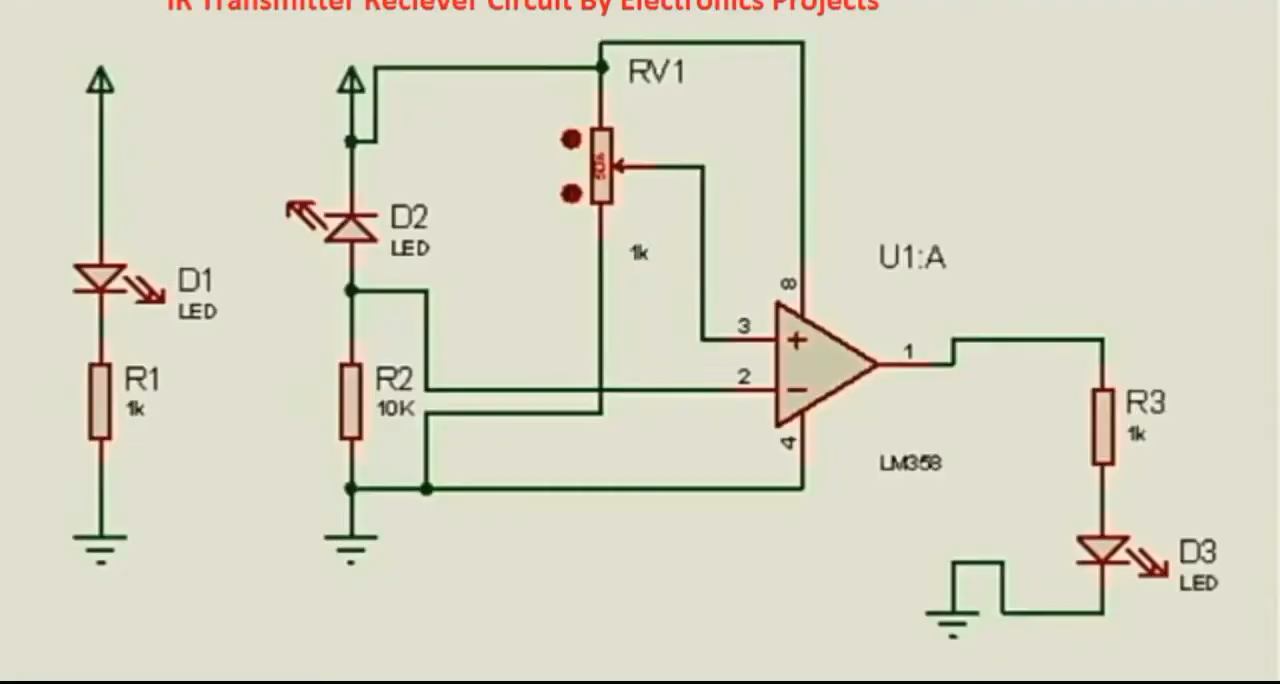 IR Transmitter Reciever Circuit By Electronics Projects
RV1
50%
1k
D1
LED
R1
1k
D2
LED
R2
10K
U1:A
8
3
2
1
4
LM358
R3
1k
D3
LED